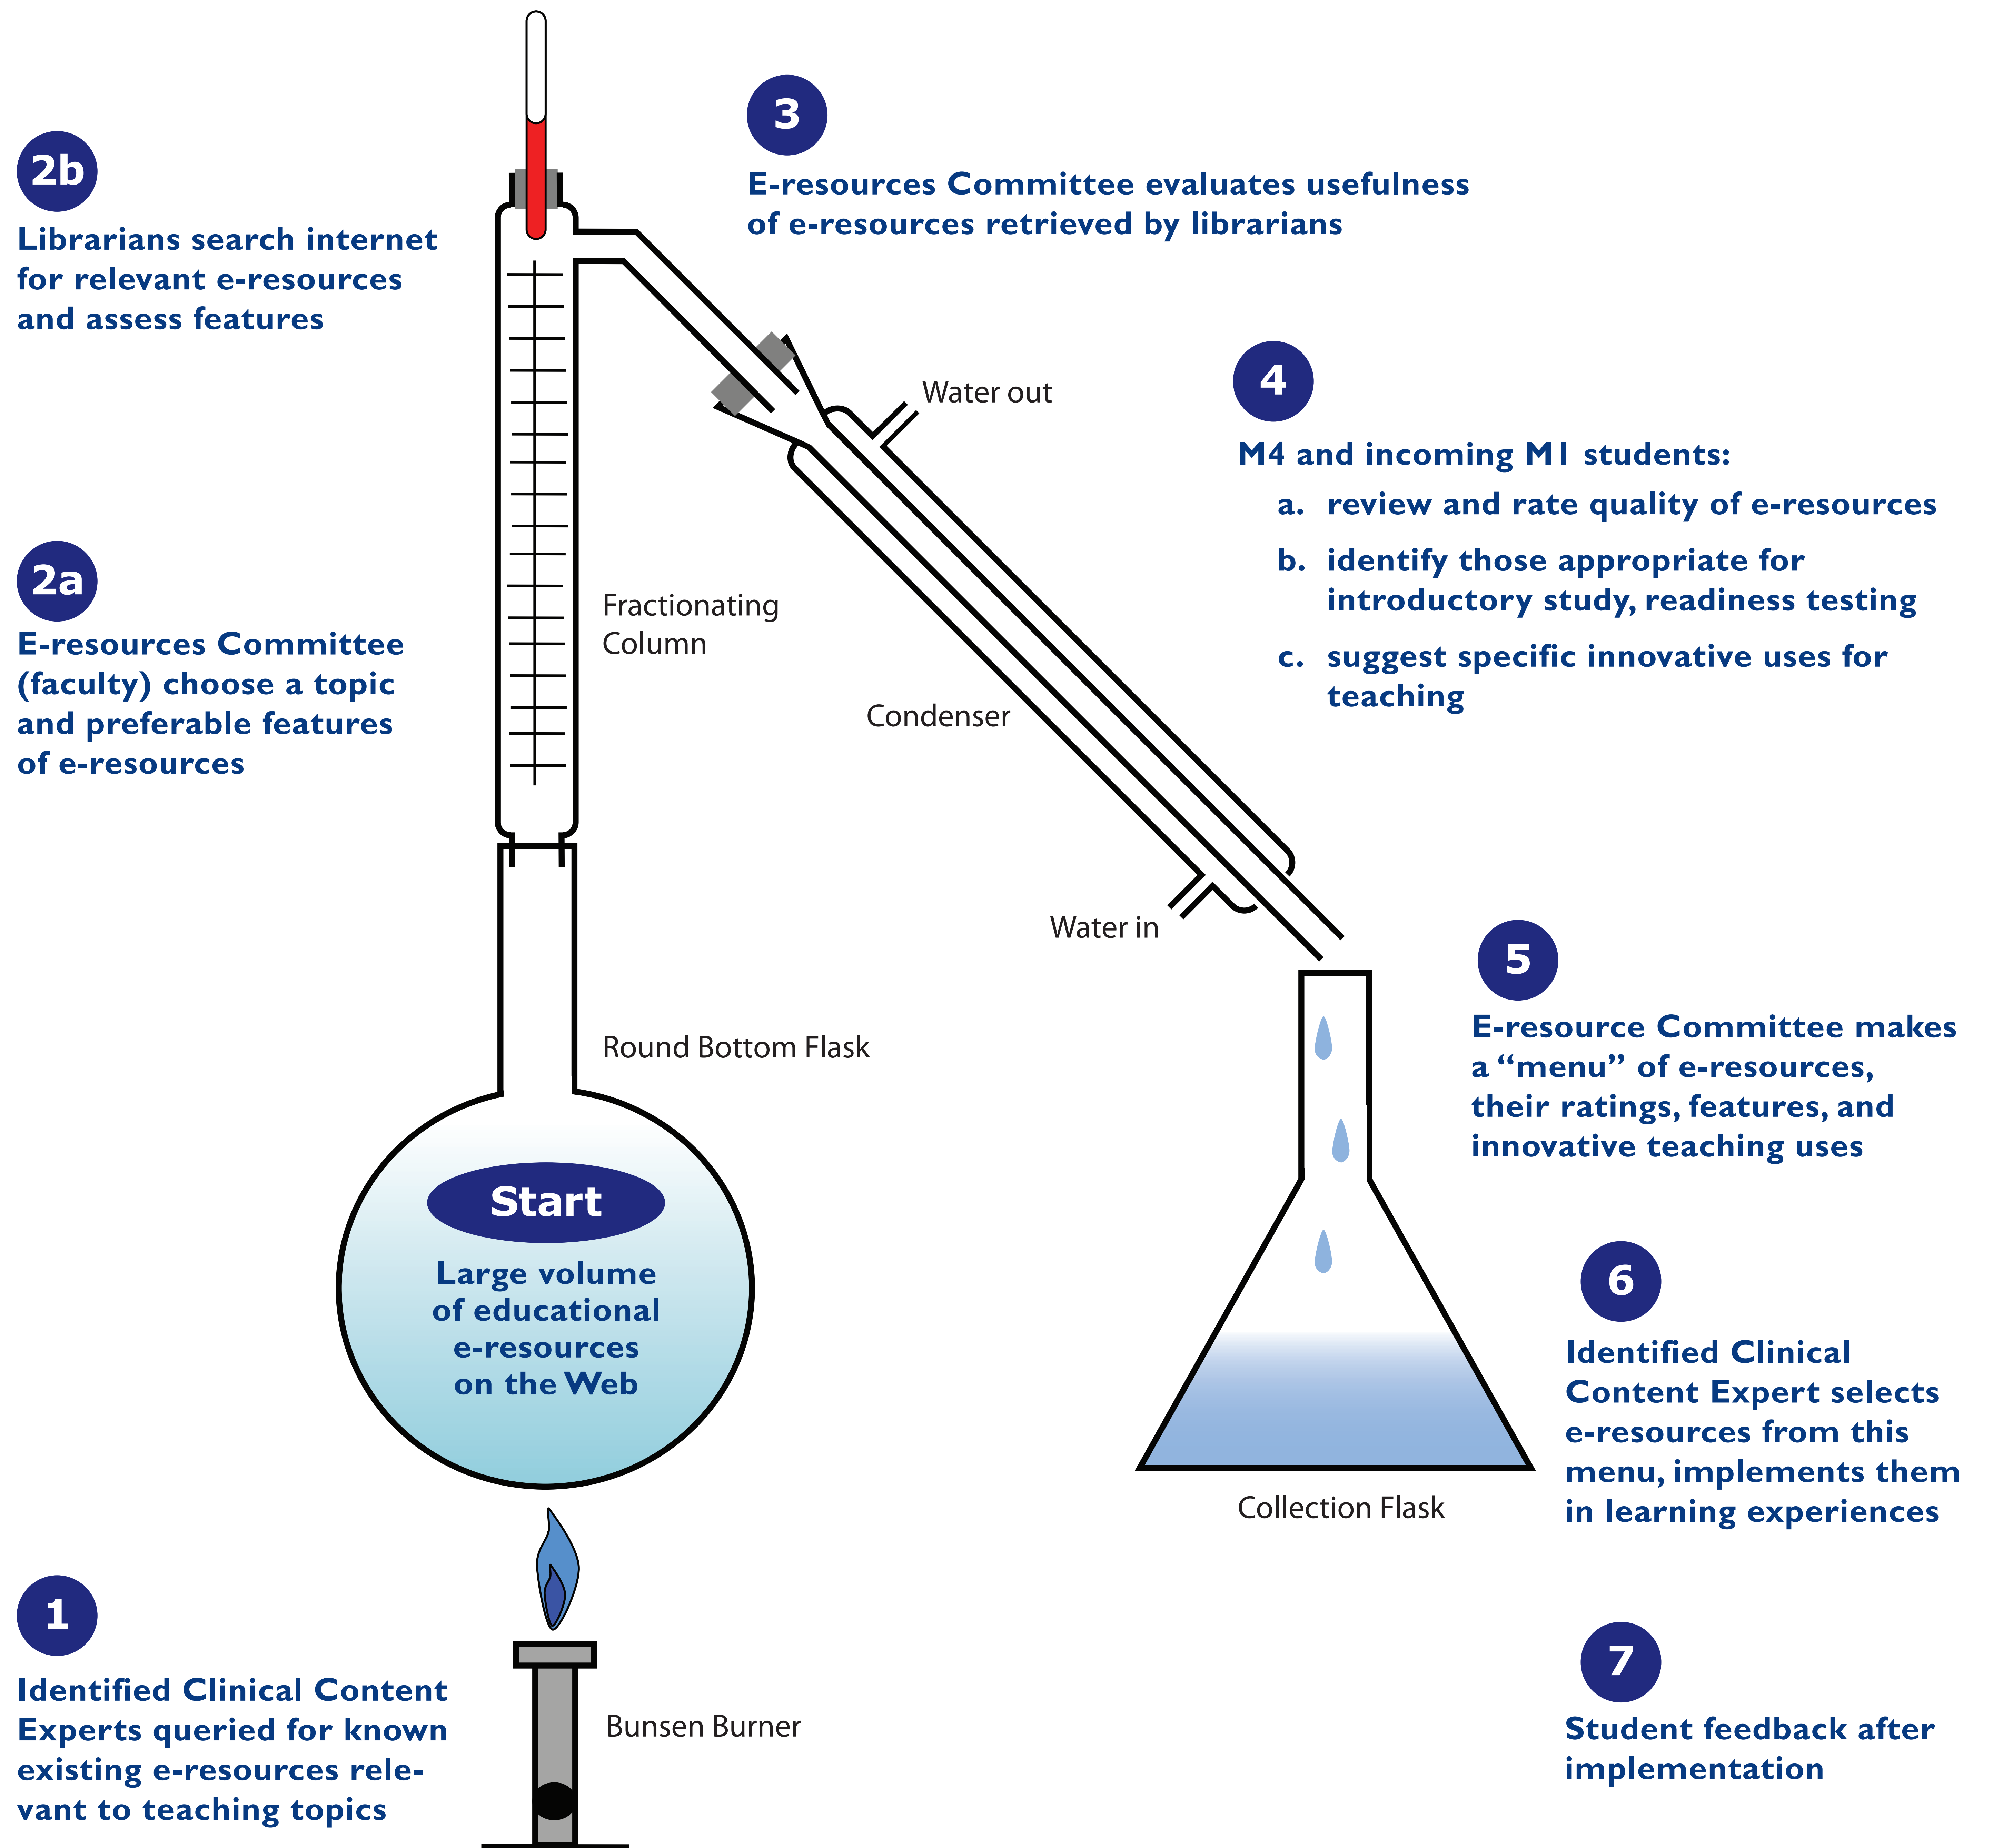 2b
Librarians search internet
for relevant e-resources
and assess features
3
E-resources Committee evaluates usefulness
of e-resources retrieved by librarians
Water out
4
M4 and incoming M1 students:
a. review and rate quality of e-resources
b. identify those appropriate for
introductory study, readiness testing
c. suggest specific innovative uses for
teaching
2a
E-resources Committee
(faculty) choose a topic
and preferable features
of e-resources
Fractionating
Column
Condenser
Water in
5
E-resource Committee makes
a “menu” of e-resources,
their ratings, features, and
innovative teaching uses
Round Bottom Flask
Start
Large volume
of educational
e-resources
on the Web
6
Identified Clinical
Content Expert selects
e-resources from this
menu, implements them
in learning experiences
Collection Flask
1
Identified Clinical Content
Experts queried for known
existing e-resources rele-
vant to teaching topics
Bunsen Burner
7
Student feedback after
implementation